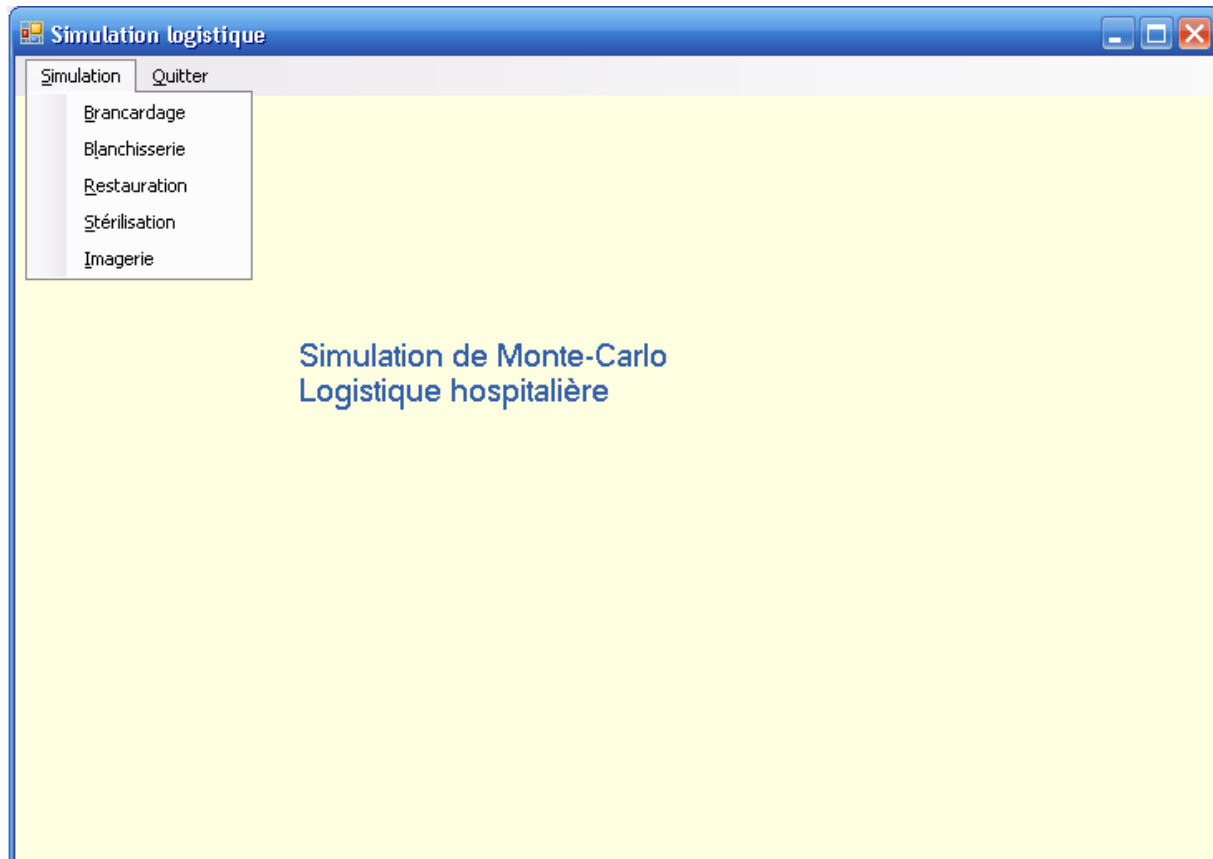 Simulation logistique
Simulation Quitter
Brancardage
Blanchisserie
Restauration
Stérilisation
Imagerie
Simulation de Monte-Carlo
Logistique hospitalière